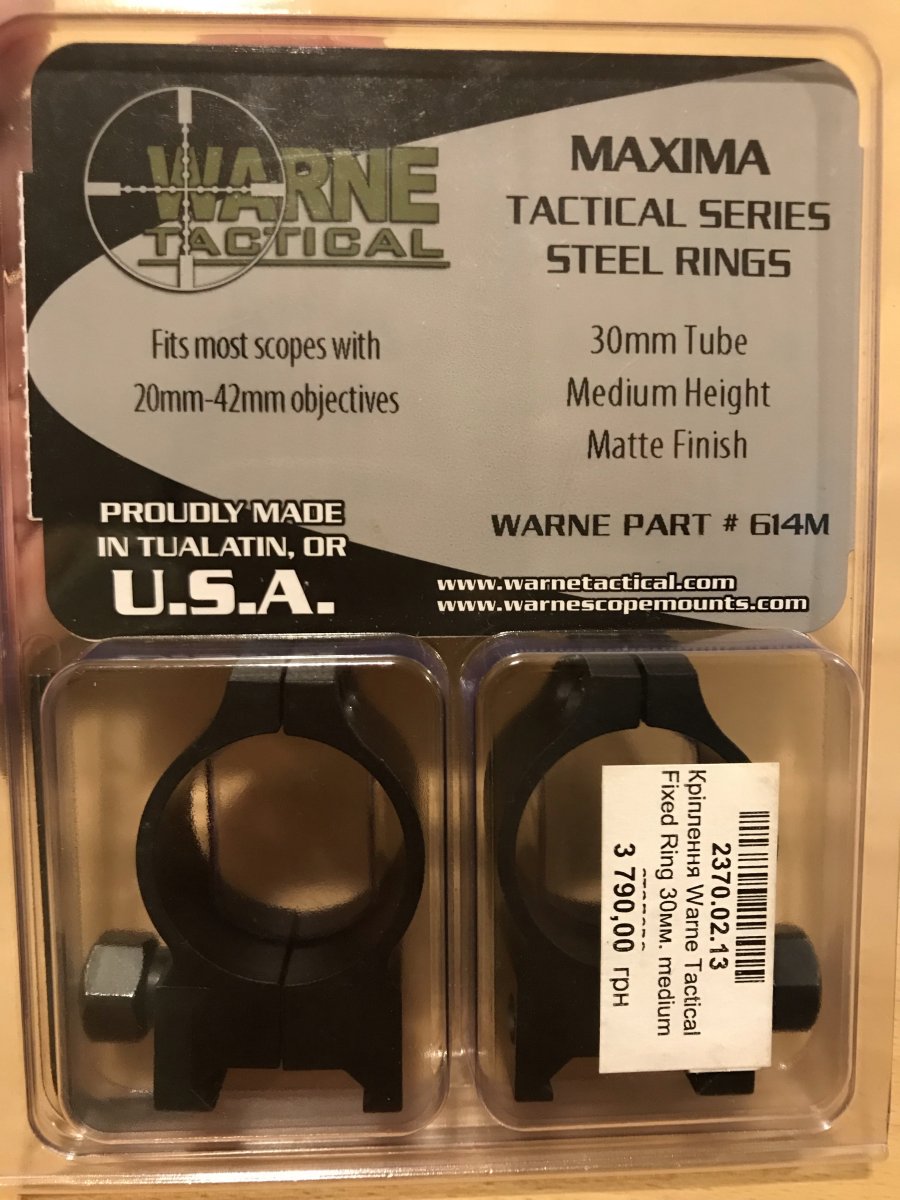 WARNE
TACTICAL
MAXIMA
TACTICAL SERIES
STEEL RINGS
Fits most scopes with
20mm-42mm objectives
30mm Tube
Medium Height
Matte Finish
PROUDLY MADE
IN TUALATIN, OR
U.S.A.
WARNE PART # 614M
www.warnetactical.com
www.warnescopemounts.com
2370.02.13
Кріплення Warne Tactical
Fixed Ring 30мм. medium
3 790,00 грн